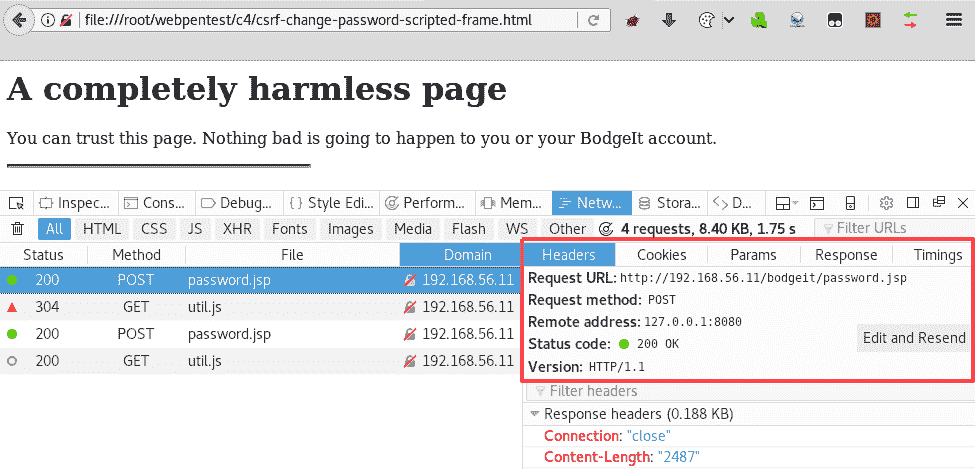 file:///root/webpentest/c4/csrf-change-password-scripted-frame.html
A completely harmless page
You can trust this page. Nothing bad is going to happen to you or your BodgeIt account.
Inspec... Cons... Debug... Style Edi... Perform... Mem... Netw... Stora... D...
All HTML CSS JS XHR Fonts Images Media Flash WS Other 4 requests, 8.40 KB, 1.75 s Filter URLs
Status Method File Domain Headers Cookies Params Response Timings
200 POST password.jsp 192.168.56.11
304 GET util.js 192.168.56.11
200 POST password.jsp 192.168.56.11
200 GET util.js 192.168.56.11
Request URL: http://192.168.56.11/bodgeit/password.jsp
Request method: POST
Remote address: 127.0.0.1:8080
Status code: 200 OK
Edit and Resend
Version: HTTP/1.1
Filter headers
Response headers (0.188 KB)
Connection: "close"
Content-Length: "2487"